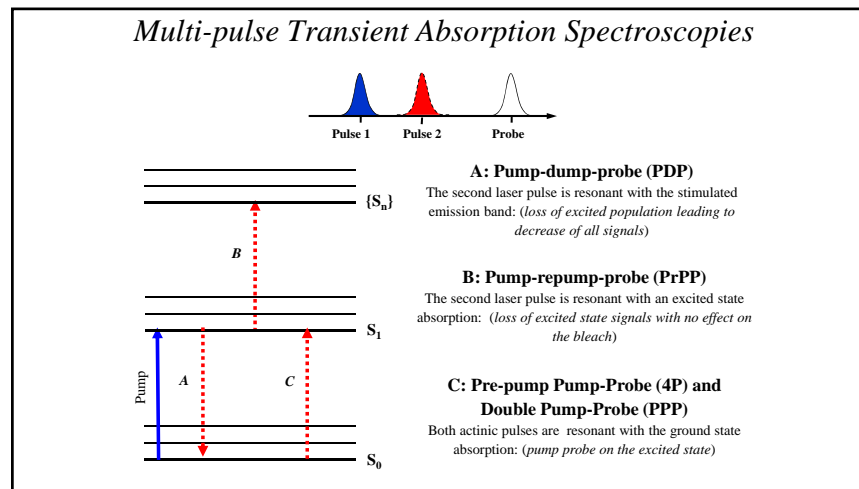 Multi-pulse Transient Absorption Spectroscopies
Pulse 1
Pulse 2
Probe
{Sn}
B
S1
Pump
A
C
S0
A: Pump-dump-probe (PDP)
The second laser pulse is resonant with the stimulated
emission band: (loss of excited population leading to
decrease of all signals)
B: Pump-repump-probe (PrPP)
The second laser pulse is resonant with an excited state
absorption:  (loss of excited state signals with no effect on
the bleach)
C: Pre-pump Pump-Probe (4P) and
Double Pump-Probe (PPP)
Both actinic pulses are  resonant with the ground state
absorption: (pump probe on the excited state)